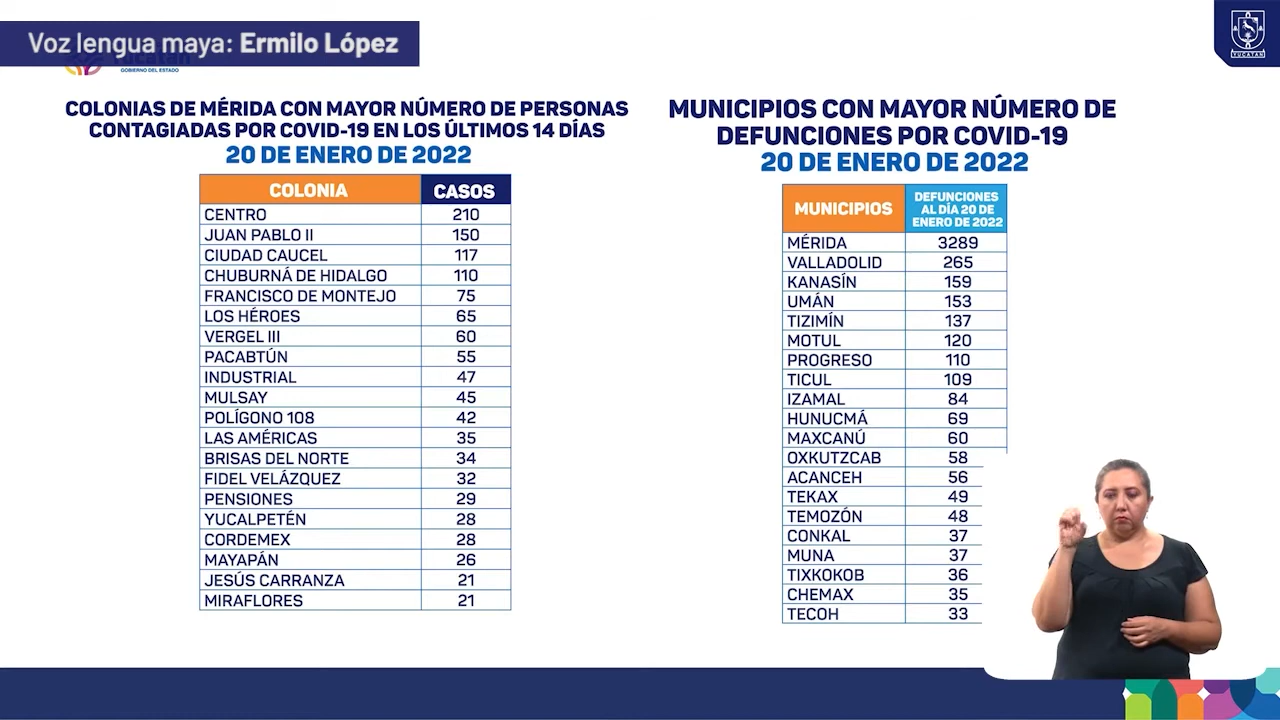 Voz lengua maya: Ermilo López
GOBIERNO DEL ESTADO
YUCATÁN
COLONIAS DE MÉRIDA CON MAYOR NÚMERO DE PERSONAS
CONTAGIADAS POR COVID-19 EN LOS ÚLTIMOS 14 DÍAS
20 DE ENERO DE 2022
COLONIA CASOS
CENTRO 210
JUAN PABLO II 150
CIUDAD CAUCEL 117
CHUBURNÁ DE HIDALGO 110
FRANCISCO DE MONTEJO 75
LOS HÉROES 65
VERGEL III 60
PACABTÚN 55
INDUSTRIAL 47
MULSAY 45
POLÍGONO 108 42
LAS AMÉRICAS 35
BRISAS DEL NORTE 34
FIDEL VELÁZQUEZ 32
PENSIONES 29
YUCALPETÉN 28
CORDEMEX 28
MAYAPÁN 26
JESÚS CARRANZA 21
MIRAFLORES 21
MUNICIPIOS CON MAYOR NÚMERO DE
DEFUNCIONES POR COVID-19
20 DE ENERO DE 2022
MUNICIPIOS
DEFUNCIONES
AL DÍA 20 DE
ENERO DE 2022
MÉRIDA 3289
VALLADOLID 265
KANASÍN 159
UMÁN 153
TIZIMÍN 137
MOTUL 120
PROGRESO 110
TICUL 109
IZAMAL 84
HUNUCMÁ 69
MAXCANÚ 60
OXKUTZCAB 58
ACANCEH 56
TEKAX 49
TEMOZÓN 48
CONKAL 37
MUNA 37
TIXKOKOB 36
CHEMAX 35
TECOH 33